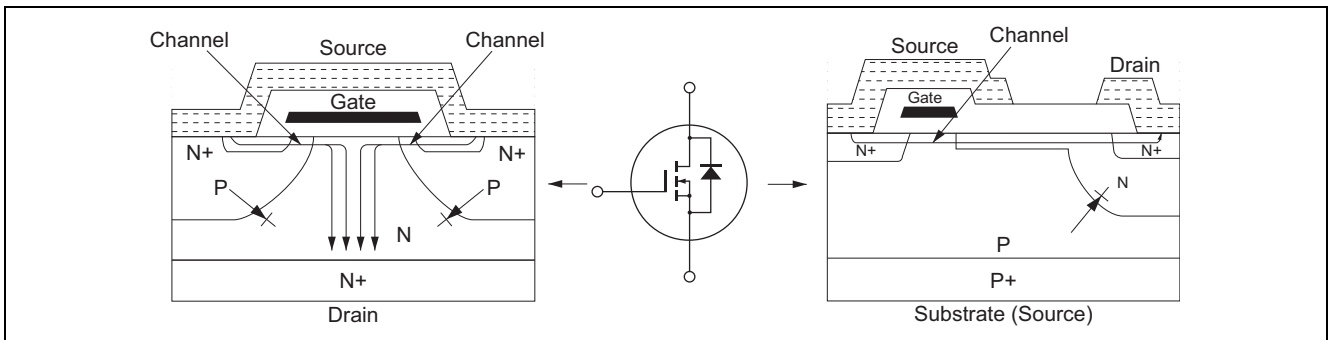 Channel
Source
Channel
Gate
N+
N+
P
P
N
N+
Drain
Source
Channel
Drain
Gate
N+
N+
N
P
P+
Substrate (Source)